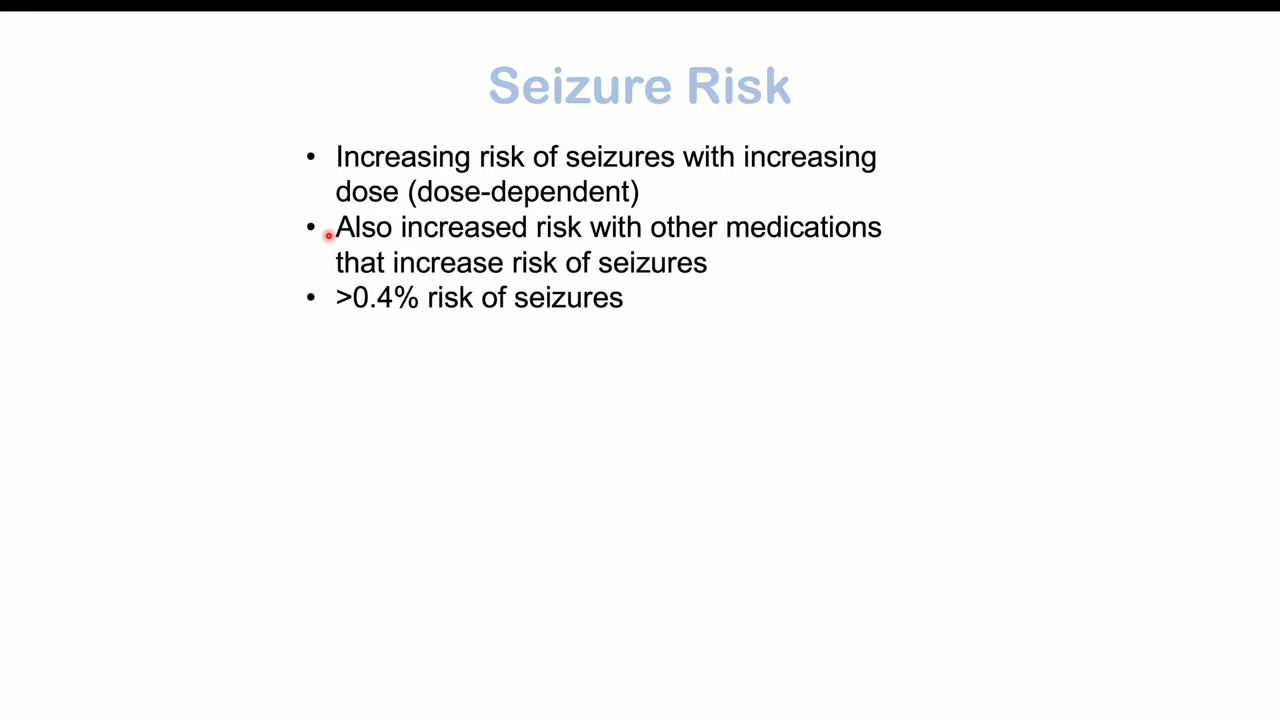 Seizure Risk
• Increasing risk of seizures with increasing
dose (dose-dependent)
• Also increased risk with other medications
that increase risk of seizures
• >0.4% risk of seizures